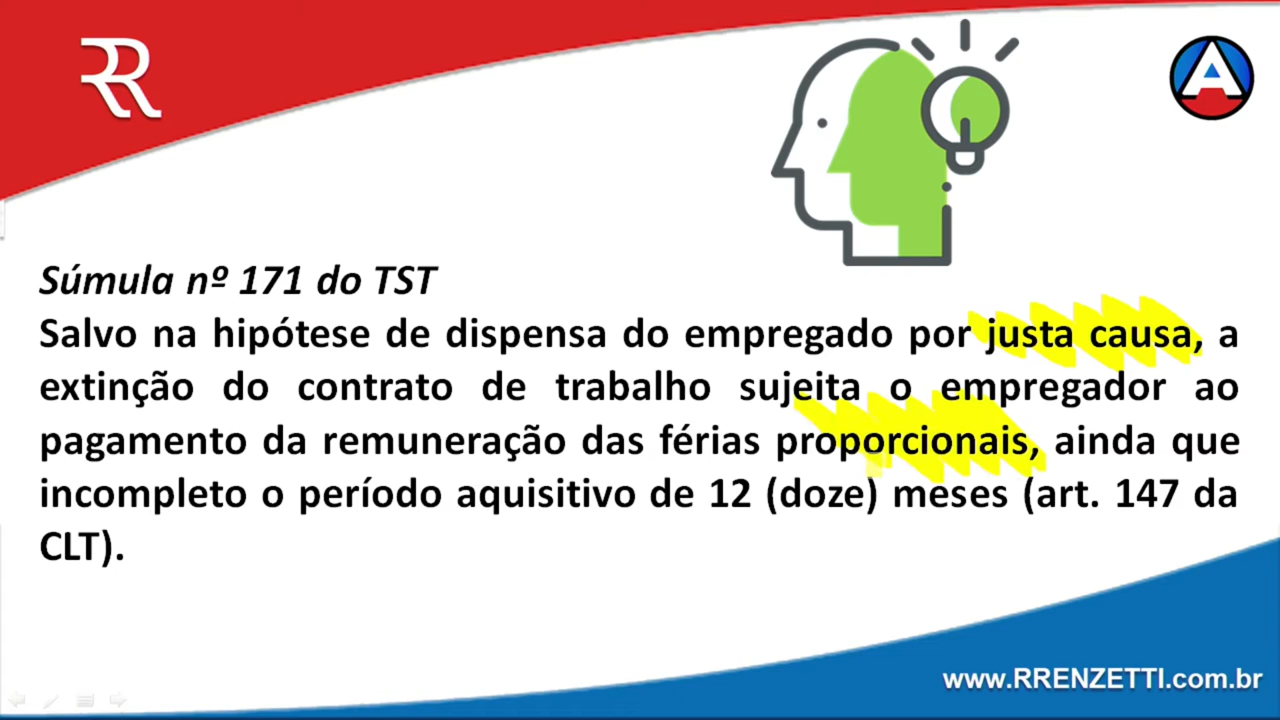 RR
A
Súmula nº 171 do TST
Salvo na hipótese de dispensa do empregado por justa causa, a
extinção do contrato de trabalho sujeita o empregador ao
pagamento da remuneração das férias proporcionais, ainda que
incompleto o período aquisitivo de 12 (doze) meses (art. 147 da
CLT).
www.RRENZETTI.com.br